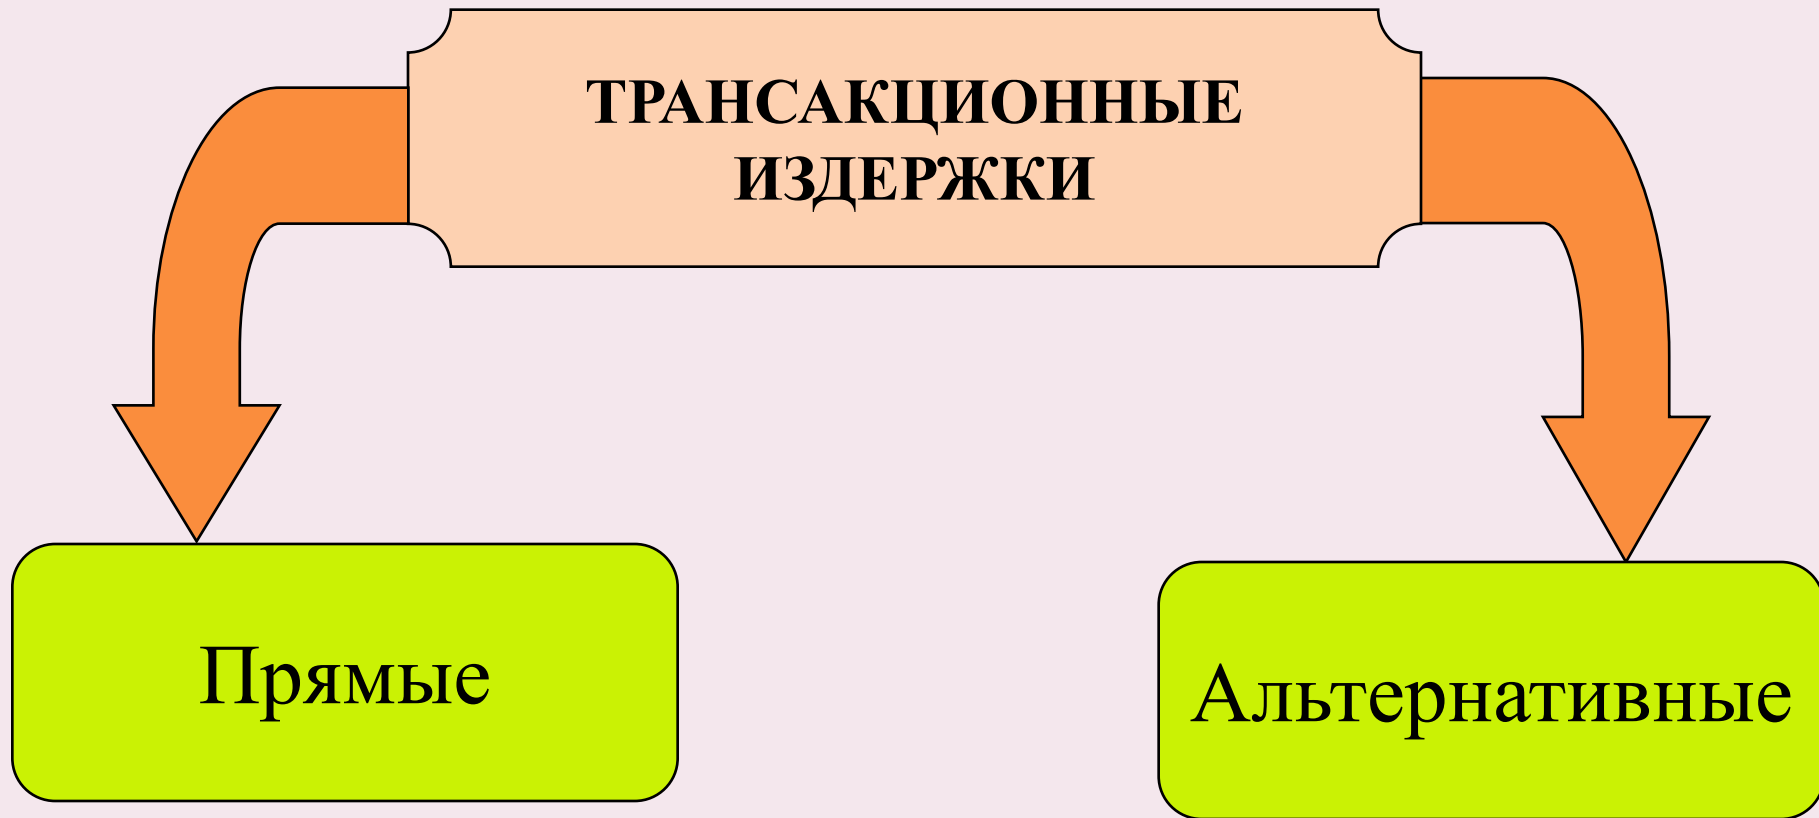 ТРАНСАКЦИОННЫЕ
ИЗДЕРЖКИ
Прямые
Альтернативные